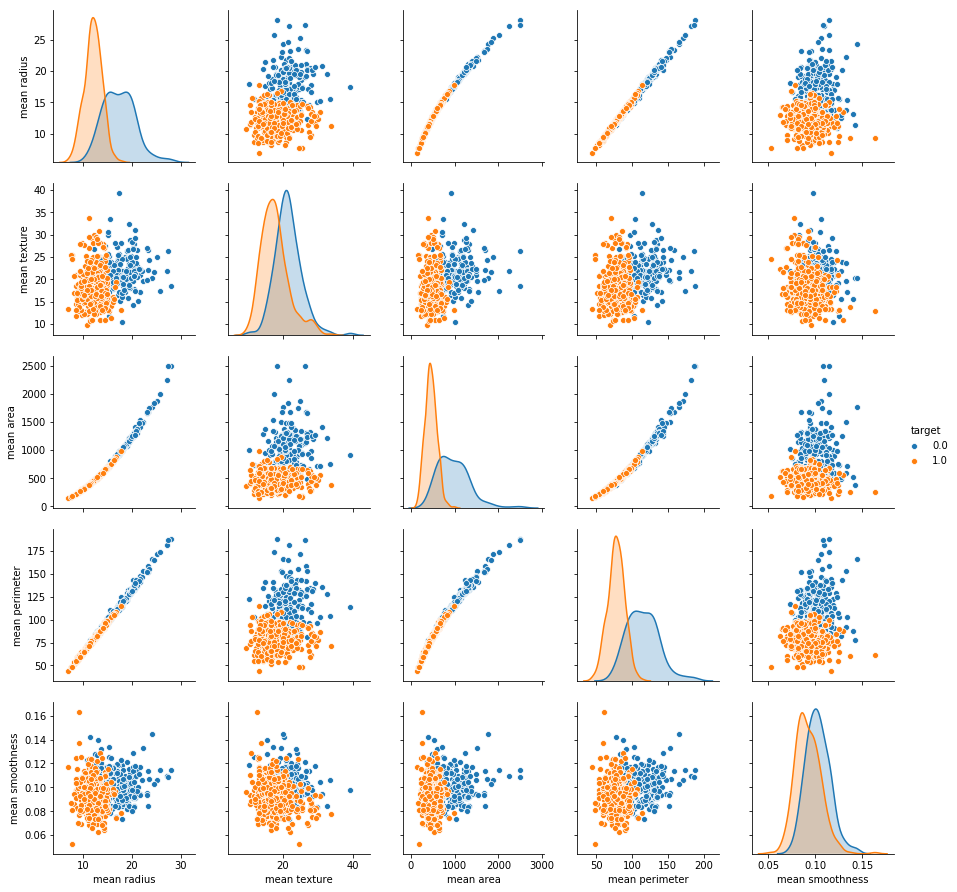 mean radius
25
20
15
10
mean texture
40
35
30
25
20
15
10
mean area
2500
2000
1500
1000
500
0
target
0.0
1.0
mean perimeter
175
150
125
100
75
50
mean smoothness
0.16
0.14
0.12
0.10
0.08
0.06
10 20 30
20 40
0 1000 2000 3000
50 100 150 200
0.05 0.10 0.15
mean radius
mean texture
mean area
mean perimeter
mean smoothness